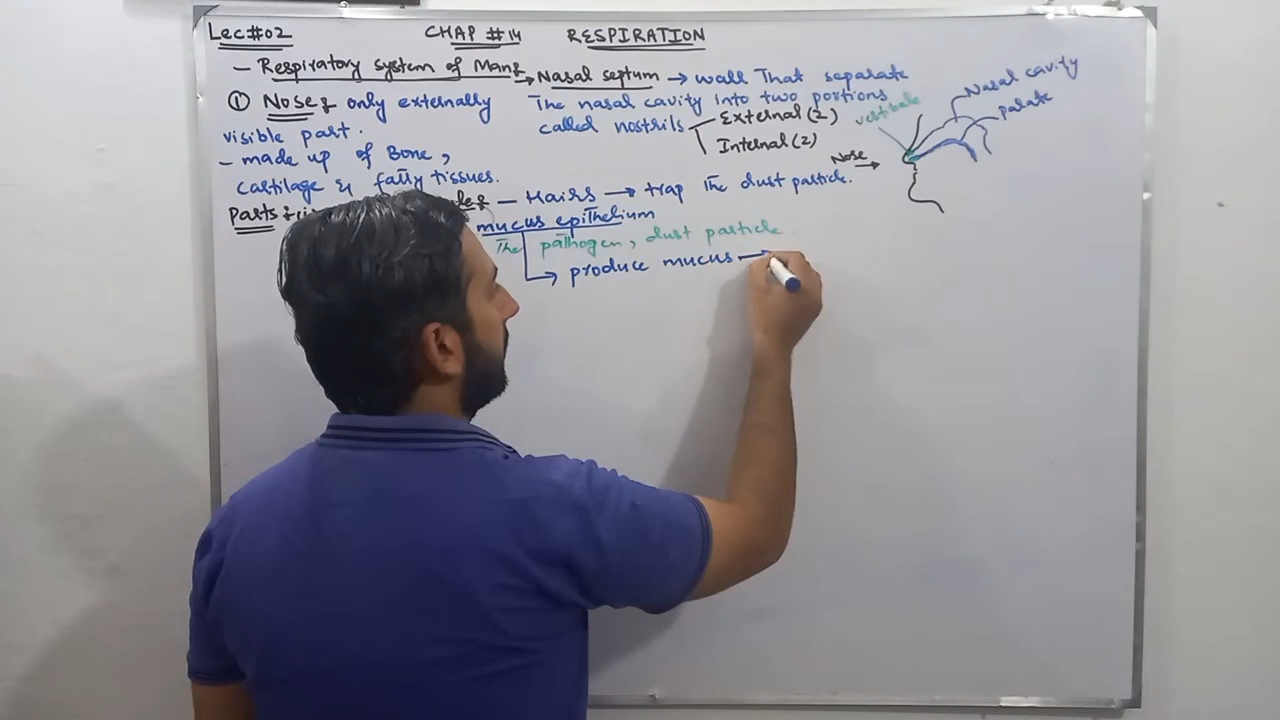 Lec#02 CHAP #14 RESPIRATION
- Respiratory system of Man:
① Nose: only externally
visible part.
- made up of Bone,
cartilage & fatty tissues.
Parts
→ Nasal septum → wall That separate
The nasal cavity into two portions
called nostrils
External (2)
Internal (2)
- Hairs → trap The dust particle.
mucus epithelium
The pathogen, dust particle
produce mucus →
Nose →
vestibule
Nasal cavity
palate